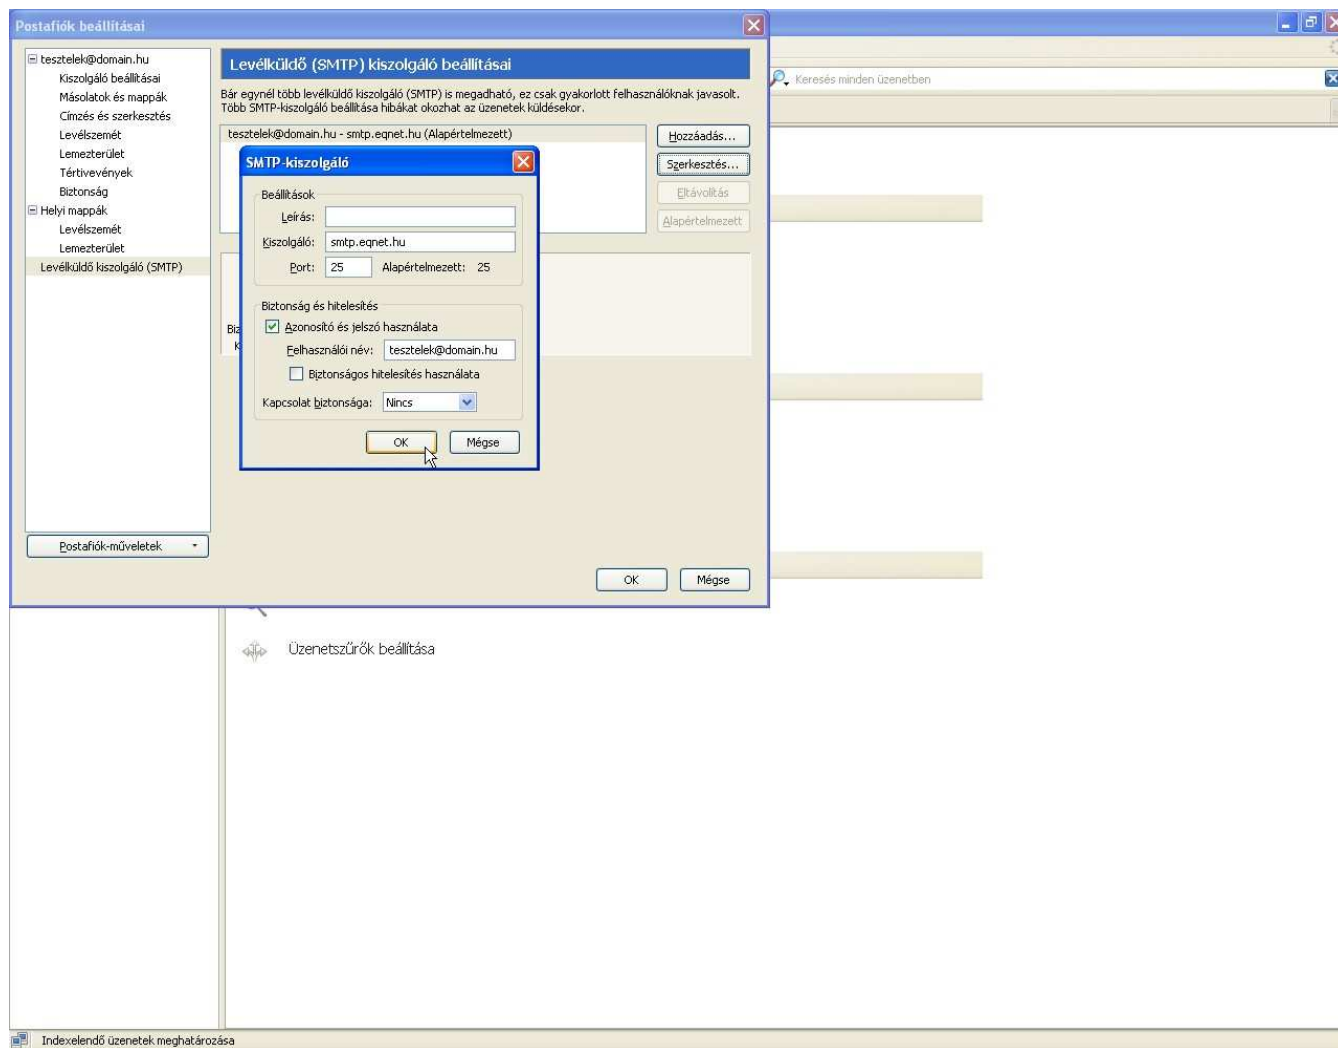 Postafiók beállításai
tesztelek@domain.hu
Kiszolgáló beállításai
Másolatok és mappák
Címzés és szerkesztés
Levélszemét
Lemezterület
Tértivevények
Biztonság
Helyi mappák
Levélszemét
Lemezterület
Levélküldő kiszolgáló (SMTP)
Postafiók-műveletek
Levélküldő (SMTP) kiszolgáló beállításai
Bár egynél több levélküldő kiszolgáló (SMTP) is megadható, ez csak gyakorlott felhasználóknak javasolt.
Több SMTP-kiszolgáló beállítása hibákat okozhat az üzenetek küldésekor.
tesztelek@domain.hu - smtp.eqnet.hu (Alapértelmezett)
Hozzáadás...
Szerkesztés...
Eltávolítás
Alapértelmezett
SMTP-kiszolgáló
Beállítások
Leírás:
Kiszolgáló: smtp.eqnet.hu
Port: 25 Alapértelmezett: 25
Biztonság és hitelesítés
Azonosító és jelszó használata
Felhasználói név: tesztelek@domain.hu
Biztonságos hitelesítés használata
Kapcsolat biztonsága: Nincs
OK Mégse
OK Mégse
Keresés minden üzenetben
Üzenetszűrők beállítása
Indexelendő üzenetek meghatározása